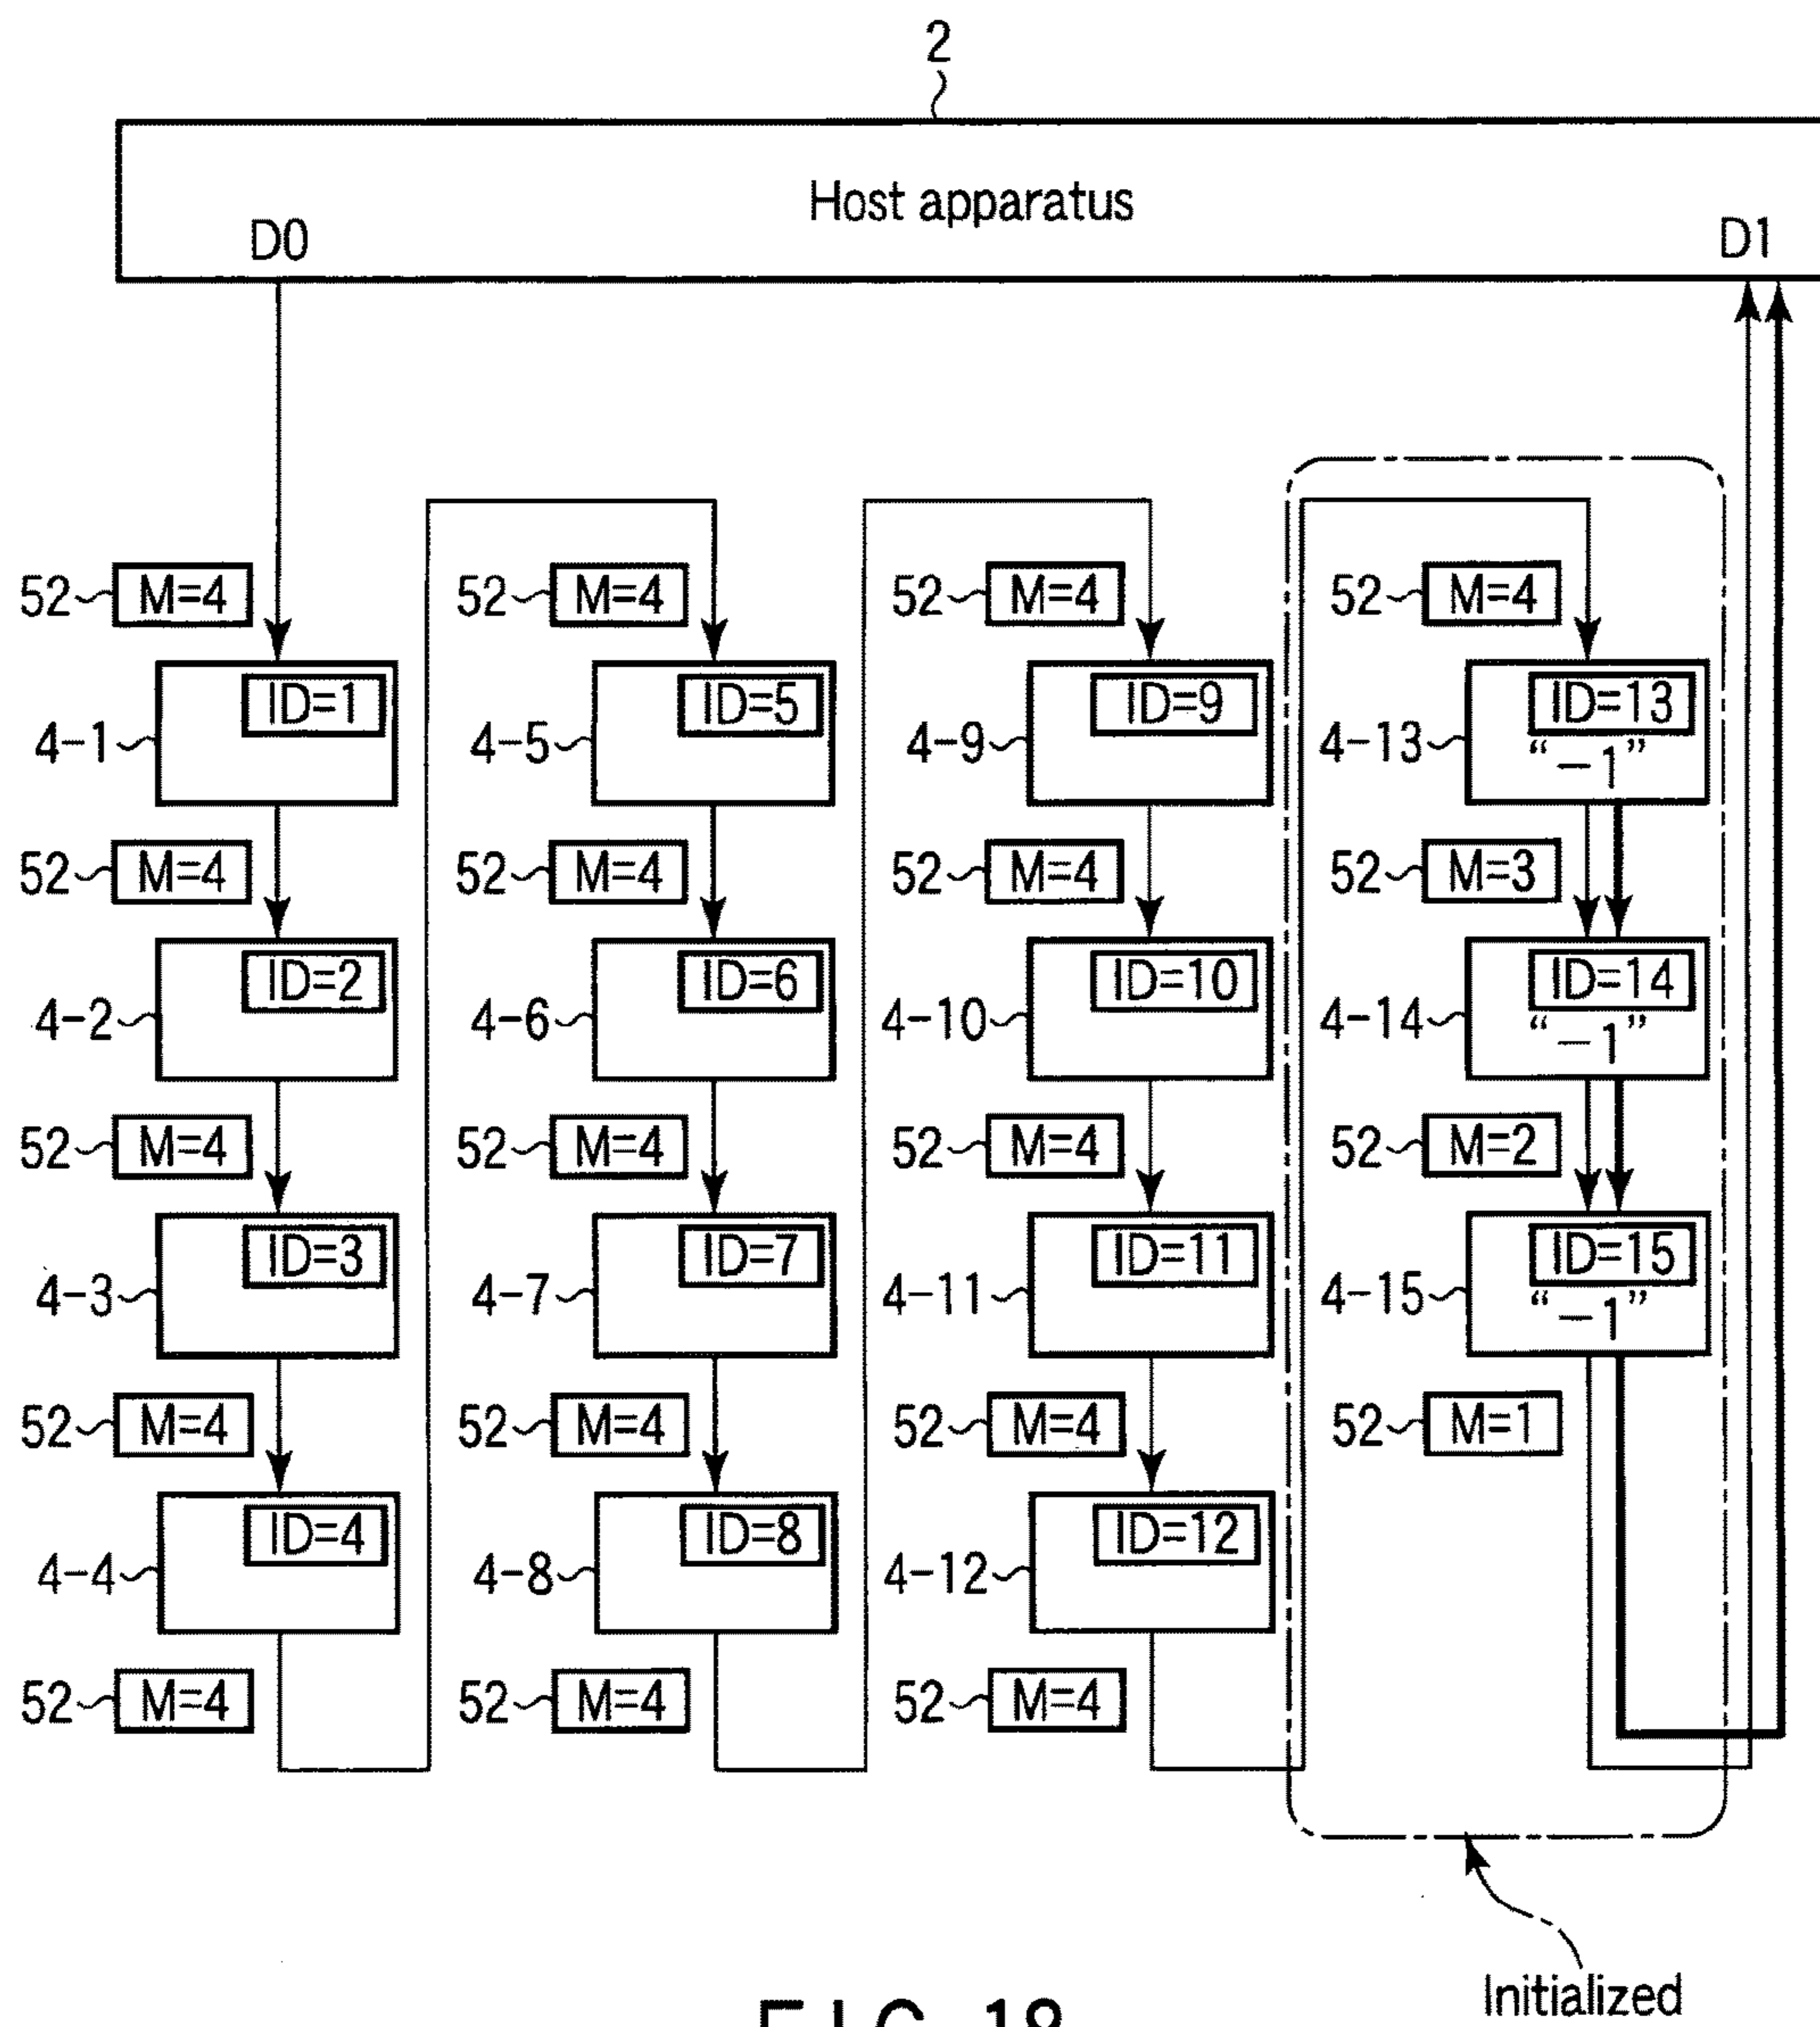 2
Host apparatus
D0
D1
52
M=4
52
M=4
52
M=4
52
M=4
4-1
ID=1
4-5
ID=5
4-9
ID=9
4-13
ID=13
“-1”
52
M=4
52
M=4
52
M=4
52
M=3
4-2
ID=2
4-6
ID=6
4-10
ID=10
4-14
ID=14
“-1”
52
M=4
52
M=4
52
M=4
52
M=2
4-3
ID=3
4-7
ID=7
4-11
ID=11
4-15
ID=15
“-1”
52
M=4
52
M=4
52
M=4
52
M=1
4-4
ID=4
4-8
ID=8
4-12
ID=12
52
M=4
52
M=4
52
M=4
Initialized